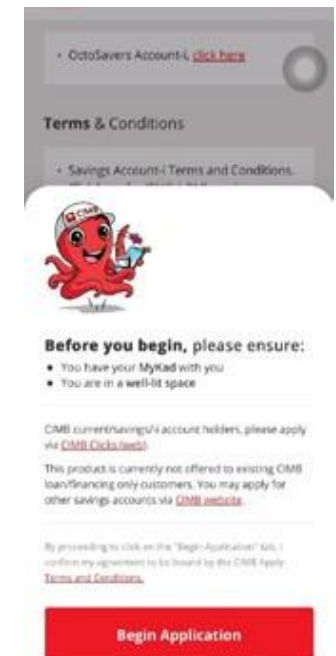 • OctoSavers Account-i, click here
Terms & Conditions
• Savings Account-i Terms and Conditions.
CIMB
Before you begin, please ensure:
• You have your MyKad with you
• You are in a well-lit space
CIMB current/savings/-i account holders, please apply
via CIMB Clicks (web).
This product is currently not offered to existing CIMB
loan/financing only customers. You may apply for
other savings accounts via CIMB website.
By proceeding to click on the "Begin Application" tab, I
confirm my agreement to be bound by the CIMB Apply
Terms and Conditions.
Begin Application